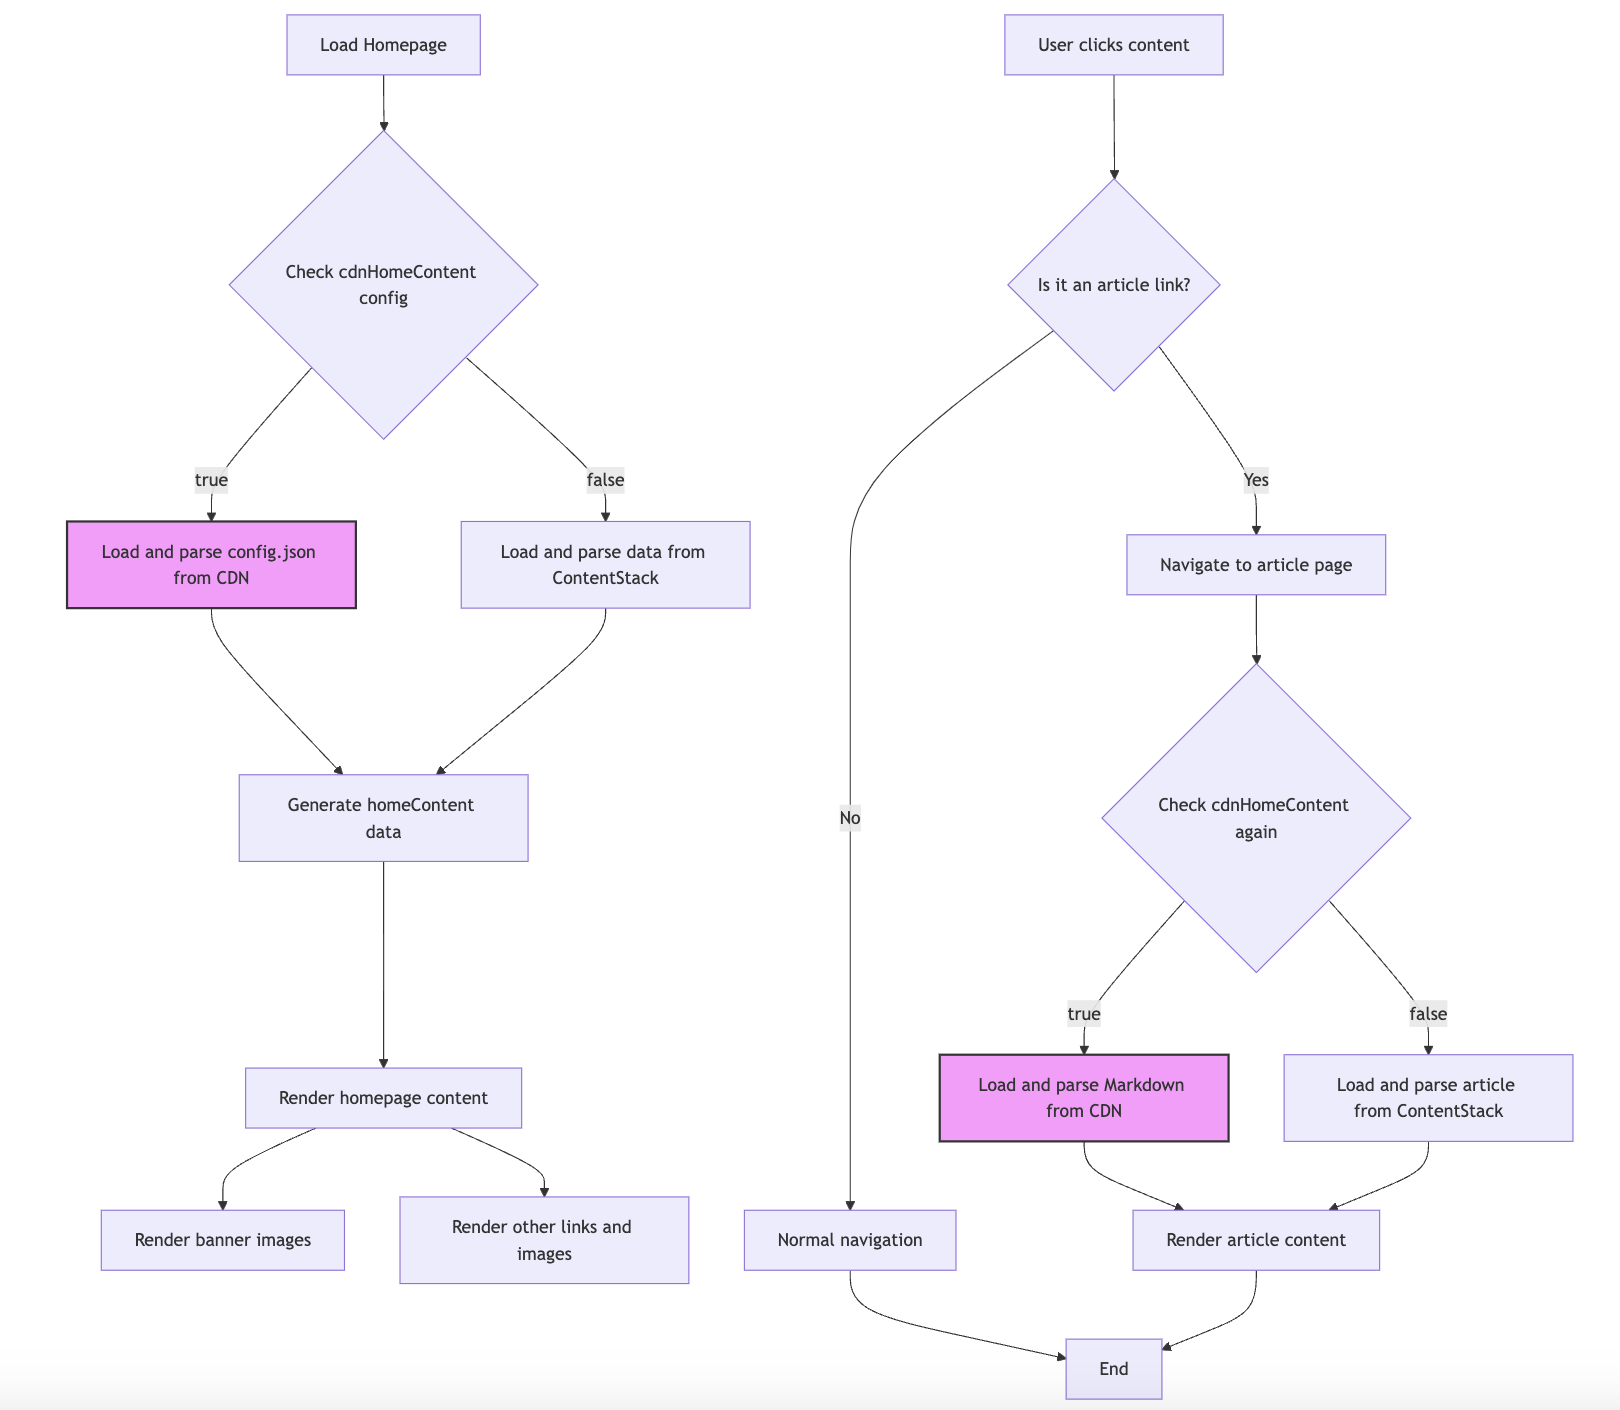 Load Homepage
User clicks content
Check cdnHomeContent
config
Is it an article link?
true
false
Yes
Load and parse config.json
from CDN
Load and parse data from
ContentStack
Navigate to article page
Generate homeContent
data
No
Check cdnHomeContent
again
true
false
Render homepage content
Load and parse Markdown
from CDN
Load and parse article
from ContentStack
Render banner images
Render other links and
images
Normal navigation
Render article content
End